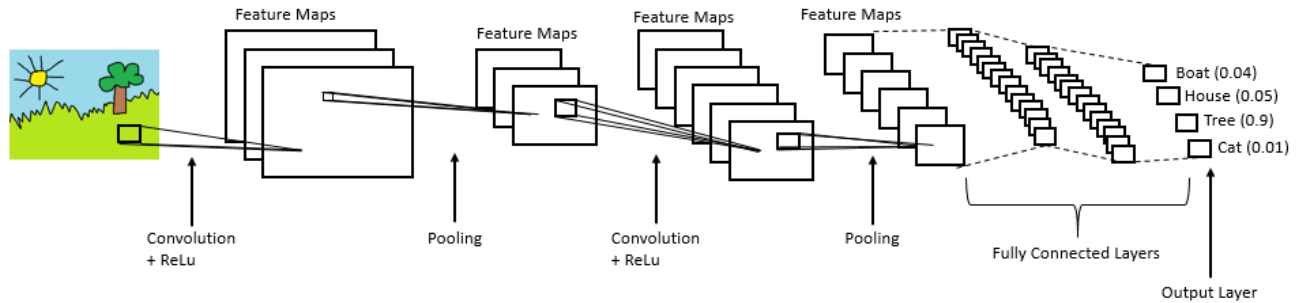 Feature Maps
Feature Maps
Feature Maps
Feature Maps
Boat (0.04)
House (0.05)
Tree (0.9)
Cat (0.01)
Convolution
+ ReLu
Pooling
Convolution
+ ReLu
Pooling
Fully Connected Layers
Output Layer